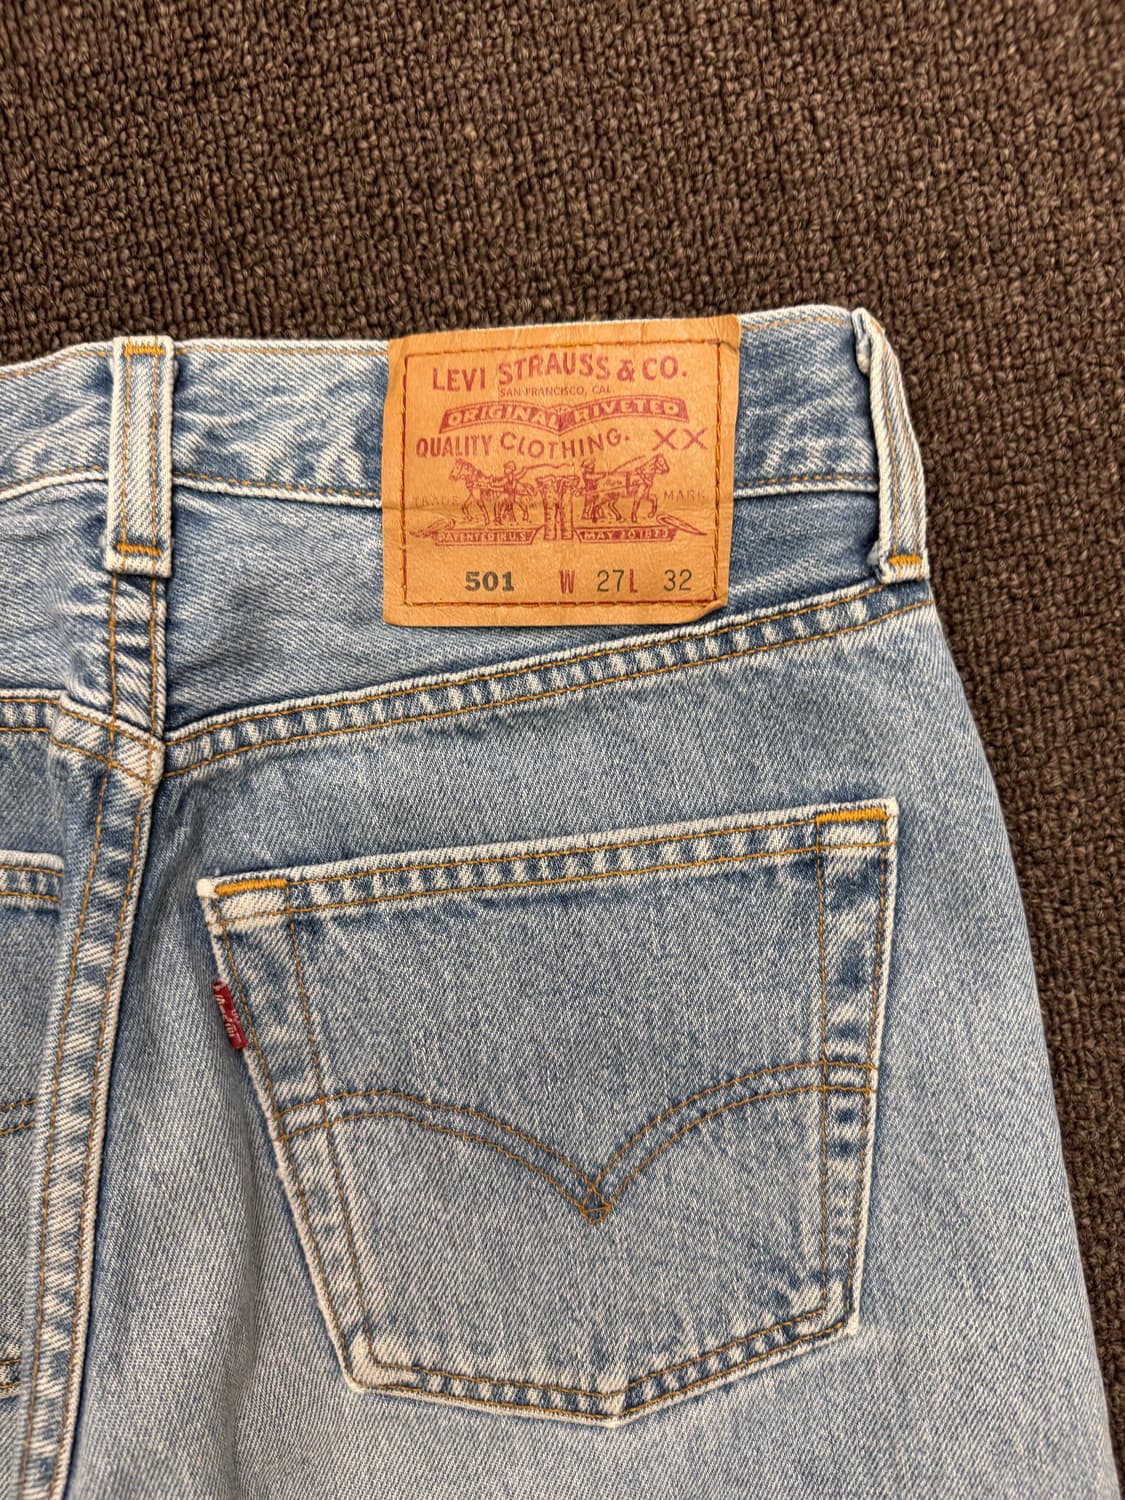 LEVI STRAUSS & CO.
SAN FRANCISCO, CAL
ORIGINAL RIVETED
QUALITY CLOTHING. XX
TRADE MARK
PATENTED IN U.S MAY 20 1873
501 W 27 L 32